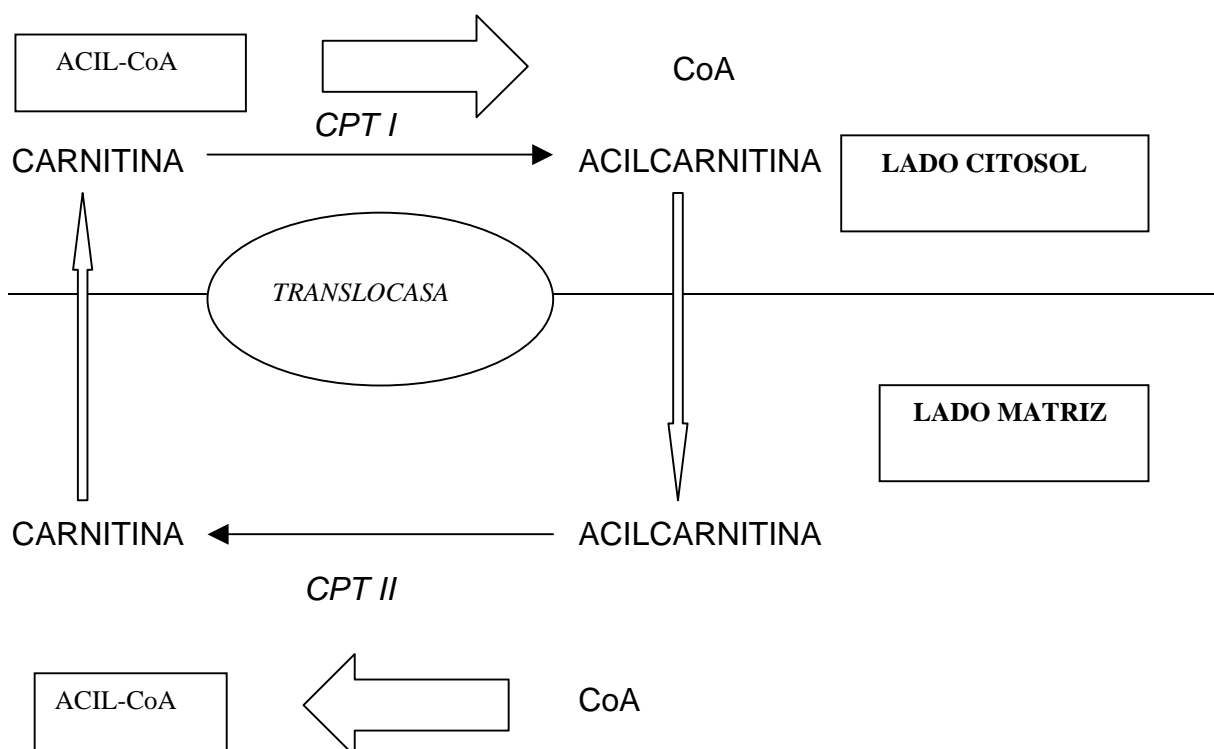 ACIL-CoA
CoA
CPT I
CARNITINA
ACILCARNITINA
LADO CITOSOL
TRANSLOCASA
LADO MATRIZ
CARNITINA
ACILCARNITINA
CPT II
ACIL-CoA
CoA